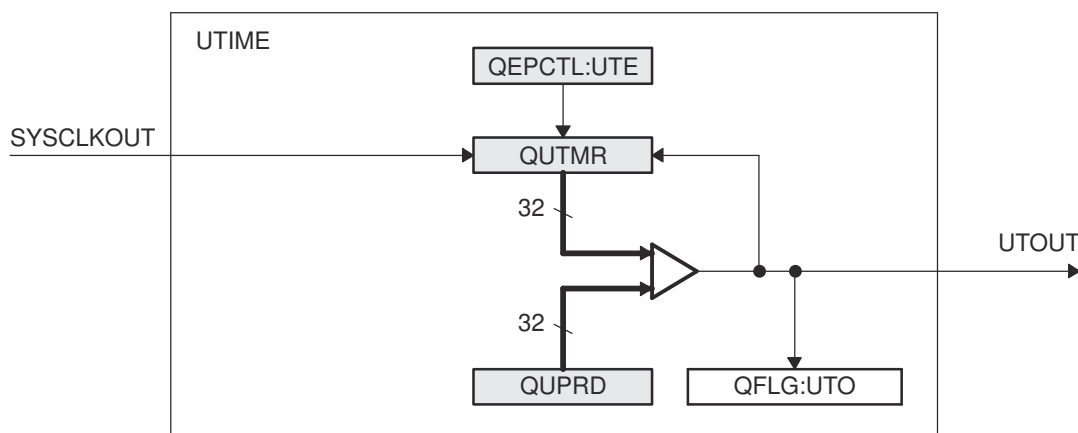 UTIME
QEPCTL:UTE
SYSCLKOUT
QUTMR
32
UTOUT
32
QUPRD
QFLG:UTO